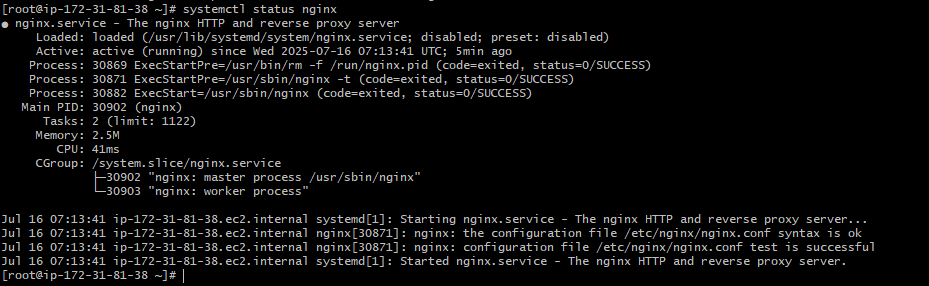 [root@ip-172-31-81-38 ~]# systemctl status nginx
● nginx.service - The nginx HTTP and reverse proxy server
     Loaded: loaded (/usr/lib/systemd/system/nginx.service; disabled; preset: disabled)
     Active: active (running) since Wed 2025-07-16 07:13:41 UTC; 5min ago
    Process: 30869 ExecStartPre=/usr/bin/rm -f /run/nginx.pid (code=exited, status=0/SUCCESS)
    Process: 30871 ExecStartPre=/usr/sbin/nginx -t (code=exited, status=0/SUCCESS)
    Process: 30882 ExecStart=/usr/sbin/nginx (code=exited, status=0/SUCCESS)
   Main PID: 30902 (nginx)
      Tasks: 2 (limit: 1122)
     Memory: 2.5M
        CPU: 41ms
     CGroup: /system.slice/nginx.service
             ├─30902 "nginx: master process /usr/sbin/nginx"
             └─30903 "nginx: worker process"

Jul 16 07:13:41 ip-172-31-81-38.ec2.internal systemd[1]: Starting nginx.service - The nginx HTTP and reverse proxy server...
Jul 16 07:13:41 ip-172-31-81-38.ec2.internal nginx[30871]: nginx: the configuration file /etc/nginx/nginx.conf syntax is ok
Jul 16 07:13:41 ip-172-31-81-38.ec2.internal nginx[30871]: nginx: configuration file /etc/nginx/nginx.conf test is successful
Jul 16 07:13:41 ip-172-31-81-38.ec2.internal systemd[1]: Started nginx.service - The nginx HTTP and reverse proxy server.
[root@ip-172-31-81-38 ~]#